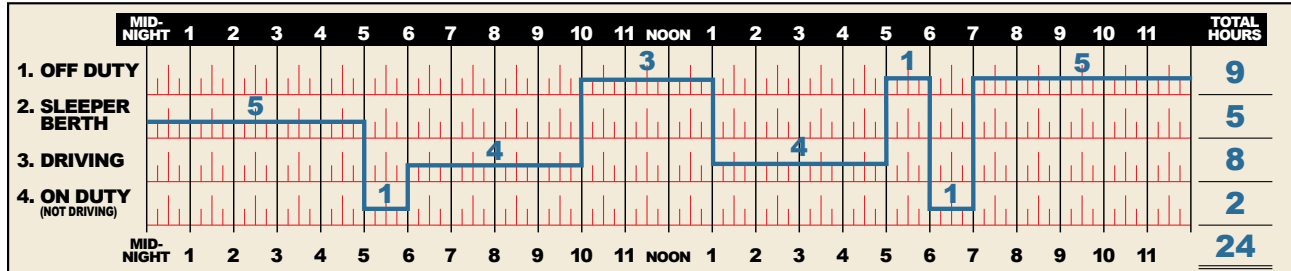 MID-NIGHT 1 2 3 4 5 6 7 8 9 10 11 NOON 1 2 3 4 5 6 7 8 9 10 11 TOTAL HOURS
1. OFF DUTY 3 1 5 9
2. SLEEPER BERTH 5 5
3. DRIVING 4 4 8
4. ON DUTY (NOT DRIVING) 1 1 2
MID-NIGHT 1 2 3 4 5 6 7 8 9 10 11 NOON 1 2 3 4 5 6 7 8 9 10 11 24